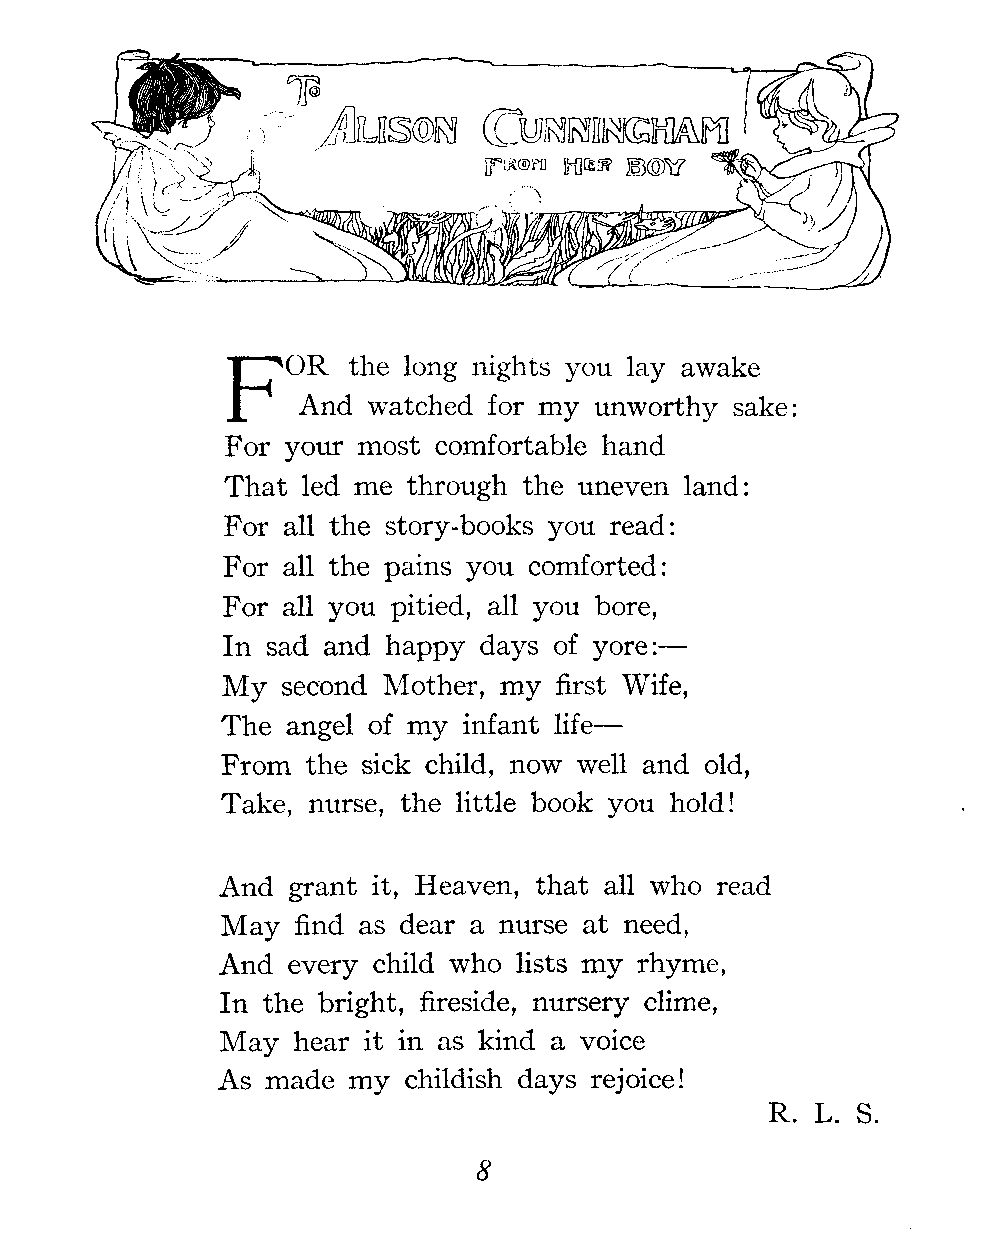 To
Alison Cunningham
From Her Boy
For the long nights you lay awake
And watched for my unworthy sake:
For your most comfortable hand
That led me through the uneven land:
For all the story-books you read:
For all the pains you comforted:
For all you pitied, all you bore,
In sad and happy days of yore:—
My second Mother, my first Wife,
The angel of my infant life—
From the sick child, now well and old,
Take, nurse, the little book you hold!

And grant it, Heaven, that all who read
May find as dear a nurse at need,
And every child who lists my rhyme,
In the bright, fireside, nursery clime,
May hear it in as kind a voice
As made my childish days rejoice!
R. L. S.
8